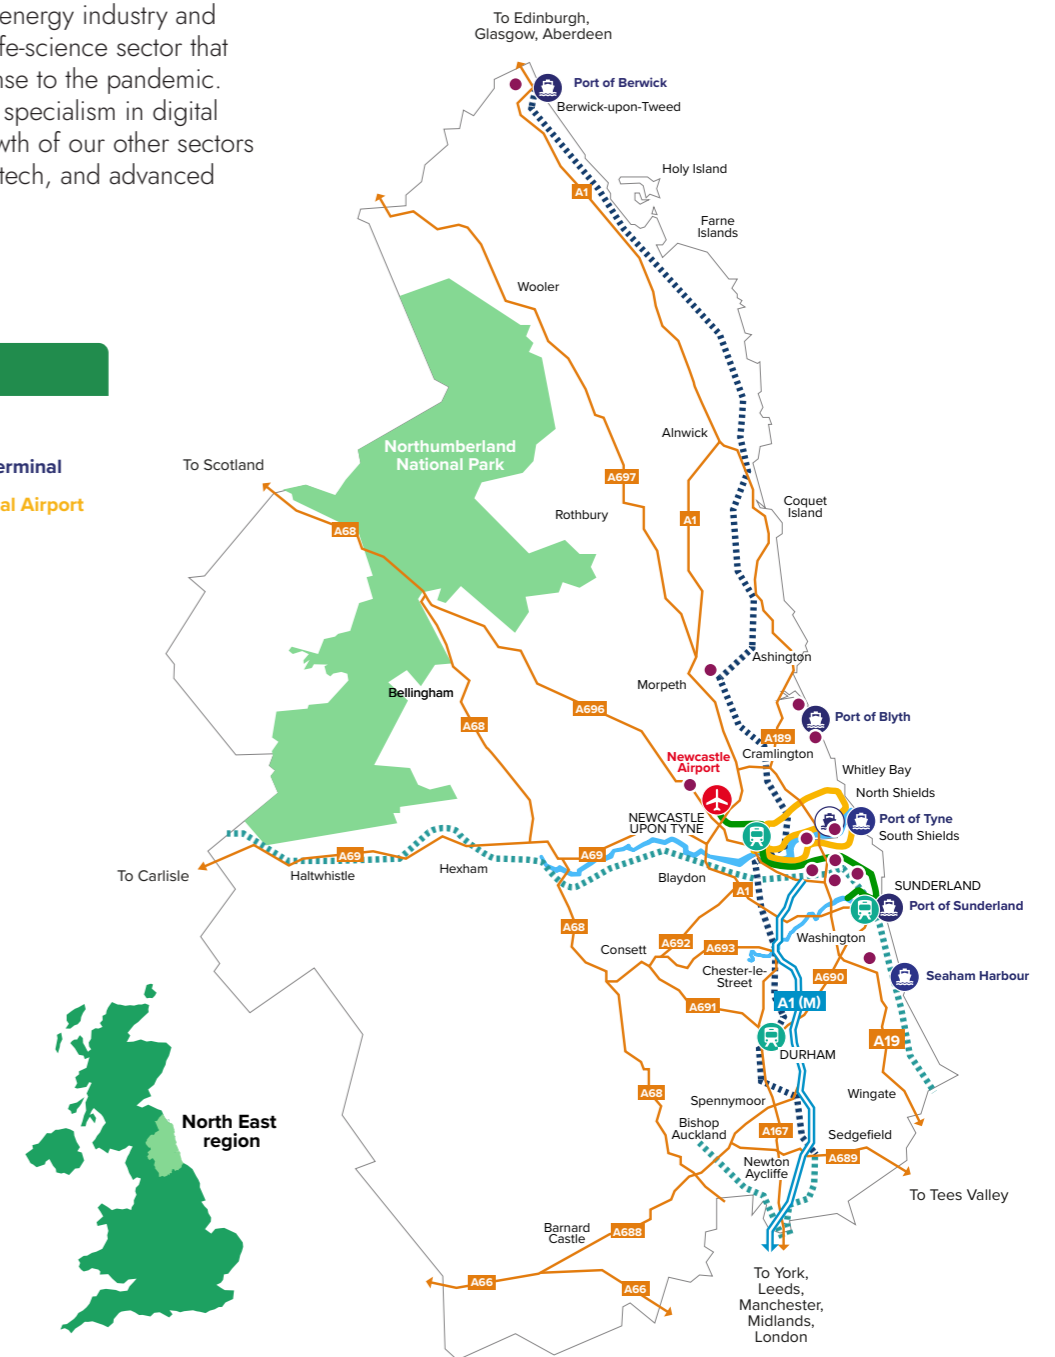 energy industry and
fe-science sector that
nse to the pandemic.
specialism in digital
wth of our other sectors
tech, and advanced
erminal
al Airport
To Edinburgh,
Glasgow, Aberdeen
Port of Berwick
Berwick-upon-Tweed
Holy Island
A1
Farne
Islands
Wooler
Alnwick
Northumberland
National Park
To Scotland
A697
Coquet
Island
Rothbury
A1
A68
Ashington
Morpeth
Bellingham
A696
Port of Blyth
A68
A189
Cramlington
Newcastle
Airport
Whitley Bay
North Shields
NEWCASTLE
UPON TYNE
Port of Tyne
South Shields
A69
A69
To Carlisle
Haltwhistle
Hexham
Blaydon
A1
SUNDERLAND
Port of Sunderland
A68
Washington
Consett
A692
A693
Chester-le-
Street
A690
Seaham Harbour
A691
A1 (M)
A19
DURHAM
A68
Wingate
Spennymoor
Bishop
Auckland
A167
Sedgefield
A689
Newton
Aycliffe
To Tees Valley
North East
region
Barnard
Castle
A688
A66
A66
To York,
Leeds,
Manchester,
Midlands,
London